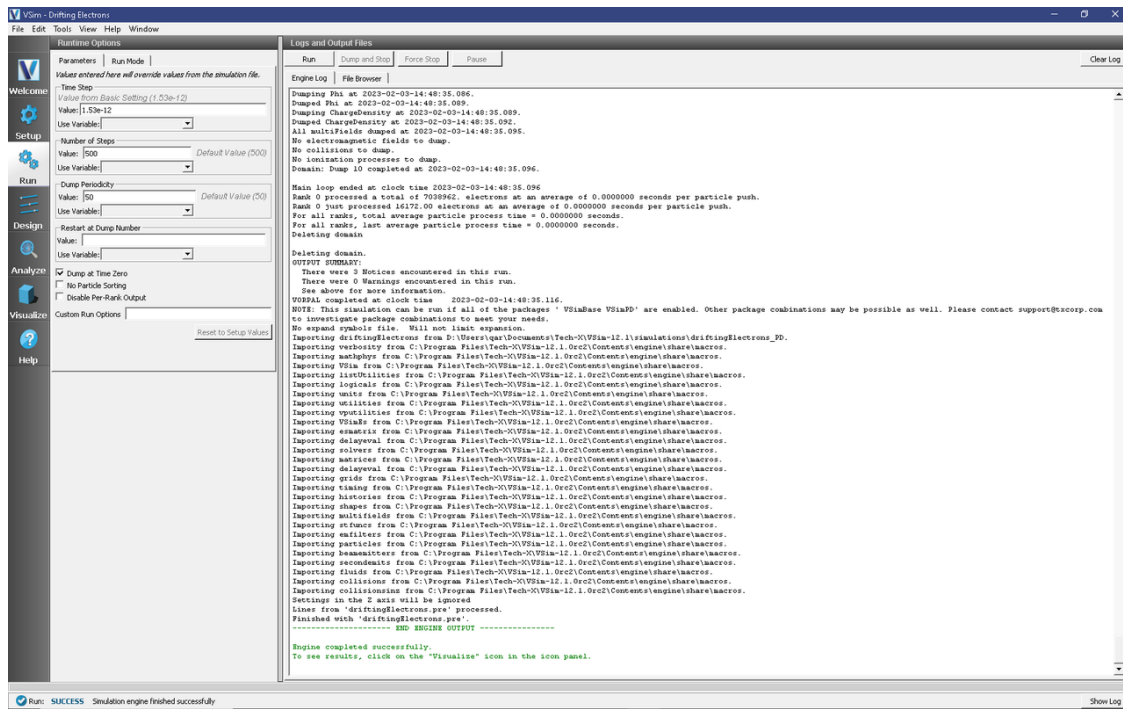 VSim - Drifting Electrons
File Edit Tools View Help Window
Runtime Options
Parameters Run Mode
Values entered here will override values from the simulation file.
Time Step
Value from Basic Setting (1.53e-12)
Value: 1.53e-12
Use Variable:
Number of Steps
Value: 500 Default Value (500)
Use Variable:
Dump Periodicity
Value: 50 Default Value (50)
Use Variable:
Restart at Dump Number
Value:
Use Variable:
Dump at Time Zero
No Particle Sorting
Disable Per-Rank Output
Custom Run Options
Reset to Setup Values
Welcome
Setup
Run
Design
Analyze
Visualize
Help
Logs and Output Files
Run Dump and Stop Force Stop Pause Clear Log
Engine Log File Browser
Dumping Phi at 2023-02-03-14:48:35.086.
Dumped Phi at 2023-02-03-14:48:35.089.
Dumping ChargeDensity at 2023-02-03-14:48:35.089.
Dumped ChargeDensity at 2023-02-03-14:48:35.092.
All multiFields dumped at 2023-02-03-14:48:35.095.
No electromagnetic fields to dump.
No collisions to dump.
No ionization processes to dump.
Domain: Dump 10 completed at 2023-02-03-14:48:35.096.
Main loop ended at clock time 2023-02-03-14:48:35.096
Rank 0 processed a total of 7038962. electrons at an average of 0.0000000 seconds per particle push.
Rank 0 just processed 16172.00 electrons at an average of 0.0000000 seconds per particle push.
For all ranks, total average particle process time = 0.0000000 seconds.
For all ranks, last average particle process time = 0.0000000 seconds.
Deleting domain
Deleting domain.
OUTPUT SUMMARY:
There were 3 Notices encountered in this run.
There were 0 Warnings encountered in this run.
See above for more information.
VORPAL completed at clock time 2023-02-03-14:48:35.116.
NOTE: This simulation can be run if all of the packages ' VSimBase VSimPD' are enabled. Other package combinations may be possible as well. Please contact support@txcorp.com
to investigate package combinations to meet your needs.
No expand symbols file. Will not limit expansion.
Importing driftingElectrons from D:\Users\qar\Documents\Tech-X\VSim-12.1\simulations\driftingElectrons_PD.
Importing verbosity from C:\Program Files\Tech-X\VSim-12.1.0rc2\Contents\engine\share\macros.
Importing mathphys from C:\Program Files\Tech-X\VSim-12.1.0rc2\Contents\engine\share\macros.
Importing VSim from C:\Program Files\Tech-X\VSim-12.1.0rc2\Contents\engine\share\macros.
Importing listUtilities from C:\Program Files\Tech-X\VSim-12.1.0rc2\Contents\engine\share\macros.
Importing logicals from C:\Program Files\Tech-X\VSim-12.1.0rc2\Contents\engine\share\macros.
Importing units from C:\Program Files\Tech-X\VSim-12.1.0rc2\Contents\engine\share\macros.
Importing utilities from C:\Program Files\Tech-X\VSim-12.1.0rc2\Contents\engine\share\macros.
Importing vputilities from C:\Program Files\Tech-X\VSim-12.1.0rc2\Contents\engine\share\macros.
Importing VSimEs from C:\Program Files\Tech-X\VSim-12.1.0rc2\Contents\engine\share\macros.
Importing esmatrix from C:\Program Files\Tech-X\VSim-12.1.0rc2\Contents\engine\share\macros.
Importing delayeval from C:\Program Files\Tech-X\VSim-12.1.0rc2\Contents\engine\share\macros.
Importing solvers from C:\Program Files\Tech-X\VSim-12.1.0rc2\Contents\engine\share\macros.
Importing matrices from C:\Program Files\Tech-X\VSim-12.1.0rc2\Contents\engine\share\macros.
Importing delayeval from C:\Program Files\Tech-X\VSim-12.1.0rc2\Contents\engine\share\macros.
Importing grids from C:\Program Files\Tech-X\VSim-12.1.0rc2\Contents\engine\share\macros.
Importing timing from C:\Program Files\Tech-X\VSim-12.1.0rc2\Contents\engine\share\macros.
Importing histories from C:\Program Files\Tech-X\VSim-12.1.0rc2\Contents\engine\share\macros.
Importing shapes from C:\Program Files\Tech-X\VSim-12.1.0rc2\Contents\engine\share\macros.
Importing multifields from C:\Program Files\Tech-X\VSim-12.1.0rc2\Contents\engine\share\macros.
Importing stfuncs from C:\Program Files\Tech-X\VSim-12.1.0rc2\Contents\engine\share\macros.
Importing emfilters from C:\Program Files\Tech-X\VSim-12.1.0rc2\Contents\engine\share\macros.
Importing particles from C:\Program Files\Tech-X\VSim-12.1.0rc2\Contents\engine\share\macros.
Importing beamemitters from C:\Program Files\Tech-X\VSim-12.1.0rc2\Contents\engine\share\macros.
Importing secondemits from C:\Program Files\Tech-X\VSim-12.1.0rc2\Contents\engine\share\macros.
Importing fluids from C:\Program Files\Tech-X\VSim-12.1.0rc2\Contents\engine\share\macros.
Importing collisions from C:\Program Files\Tech-X\VSim-12.1.0rc2\Contents\engine\share\macros.
Importing collisionsinz from C:\Program Files\Tech-X\VSim-12.1.0rc2\Contents\engine\share\macros.
Settings in the Z axis will be ignored
Lines from 'driftingElectrons.pre' processed.
Finished with 'driftingElectrons.pre'.
--------------------- END ENGINE OUTPUT ----------------
Engine completed successfully.
To see results, click on the "Visualize" icon in the icon panel.
Run: SUCCESS Simulation engine finished successfully Show Log